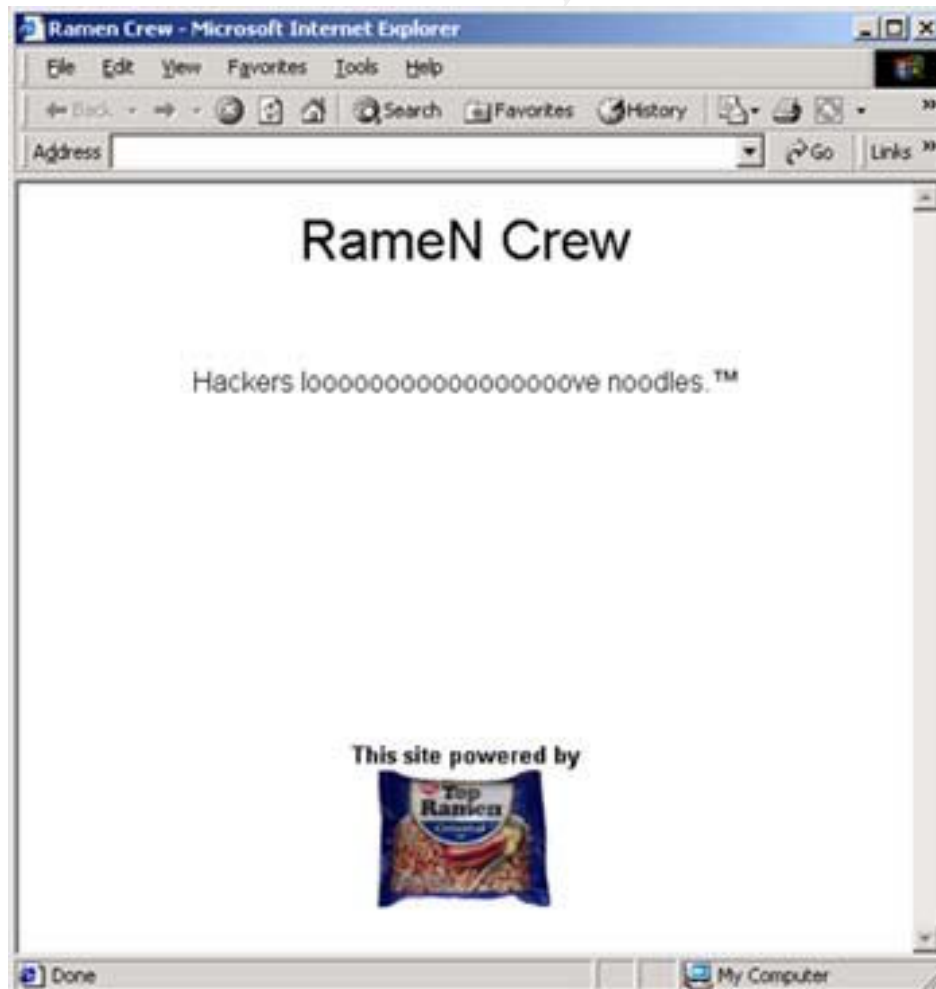 Ramen Crew - Microsoft Internet Explorer
File Edit View Favorites Tools Help
Back Search Favorites History »
Address Go Links »
RameN Crew
Hackers looooooooooooooooooove noodles.™
This site powered by
Top
Ramen
Done My Computer